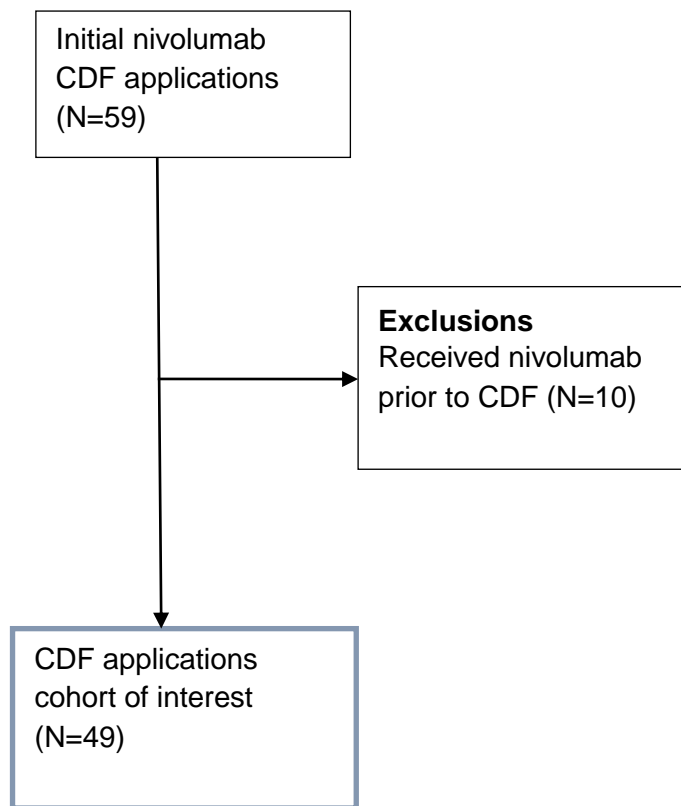 Initial nivolumab
CDF applications
(N=59)
Exclusions
Received nivolumab
prior to CDF (N=10)
CDF applications
cohort of interest
(N=49)